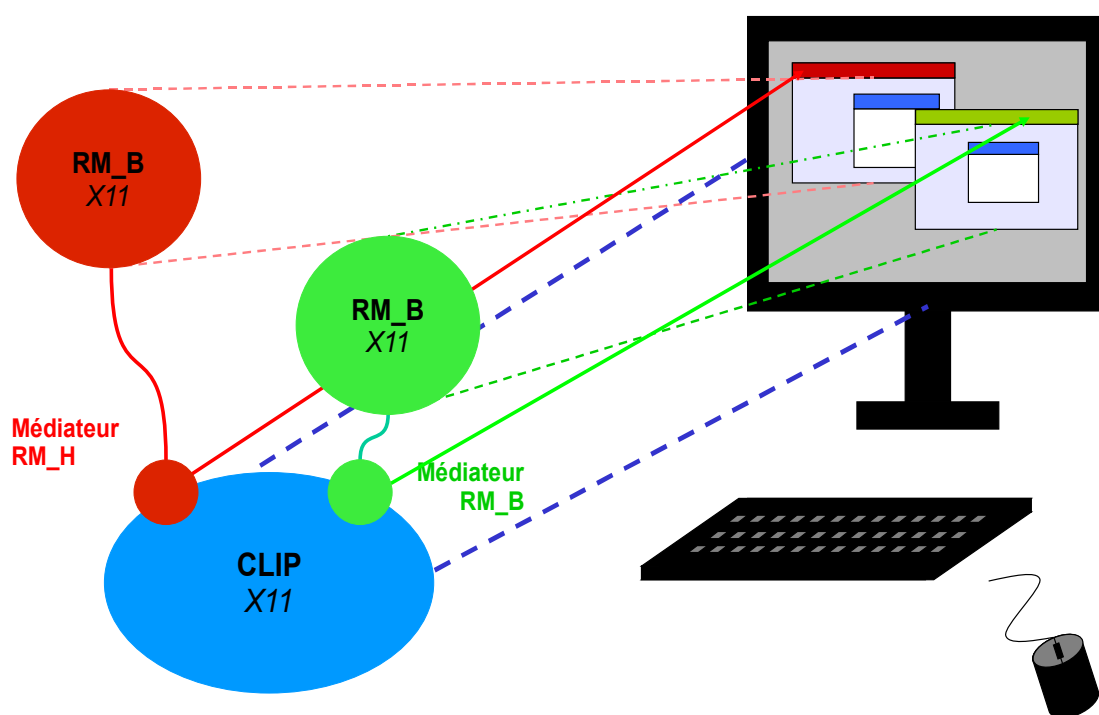 RM_B
X11
RM_B
X11
Médiateur
RM_H
Médiateur
RM_B
CLIP
X11